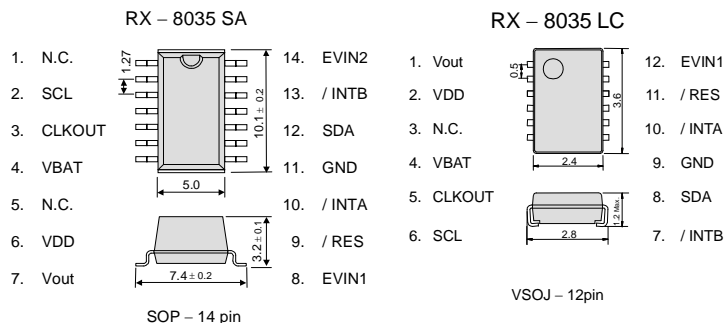 RX – 8035 SA
1. N.C.
2. SCL
3. CLKOUT
4. VBAT
5. N.C.
6. VDD
7. Vout
1.27
10.1 ± 0.2
5.0
3.2 ± 0.1
7.4 ± 0.2
14. EVIN2
13. / INTB
12. SDA
11. GND
10. / INTA
9. / RES
8. EVIN1
SOP – 14 pin
RX – 8035 LC
1. Vout
2. VDD
3. N.C.
4. VBAT
5. CLKOUT
6. SCL
0.5
3.6
2.4
1.2 Max.
2.8
12. EVIN1
11. / RES
10. / INTA
9. GND
8. SDA
7. / INTB
VSOJ – 12pin